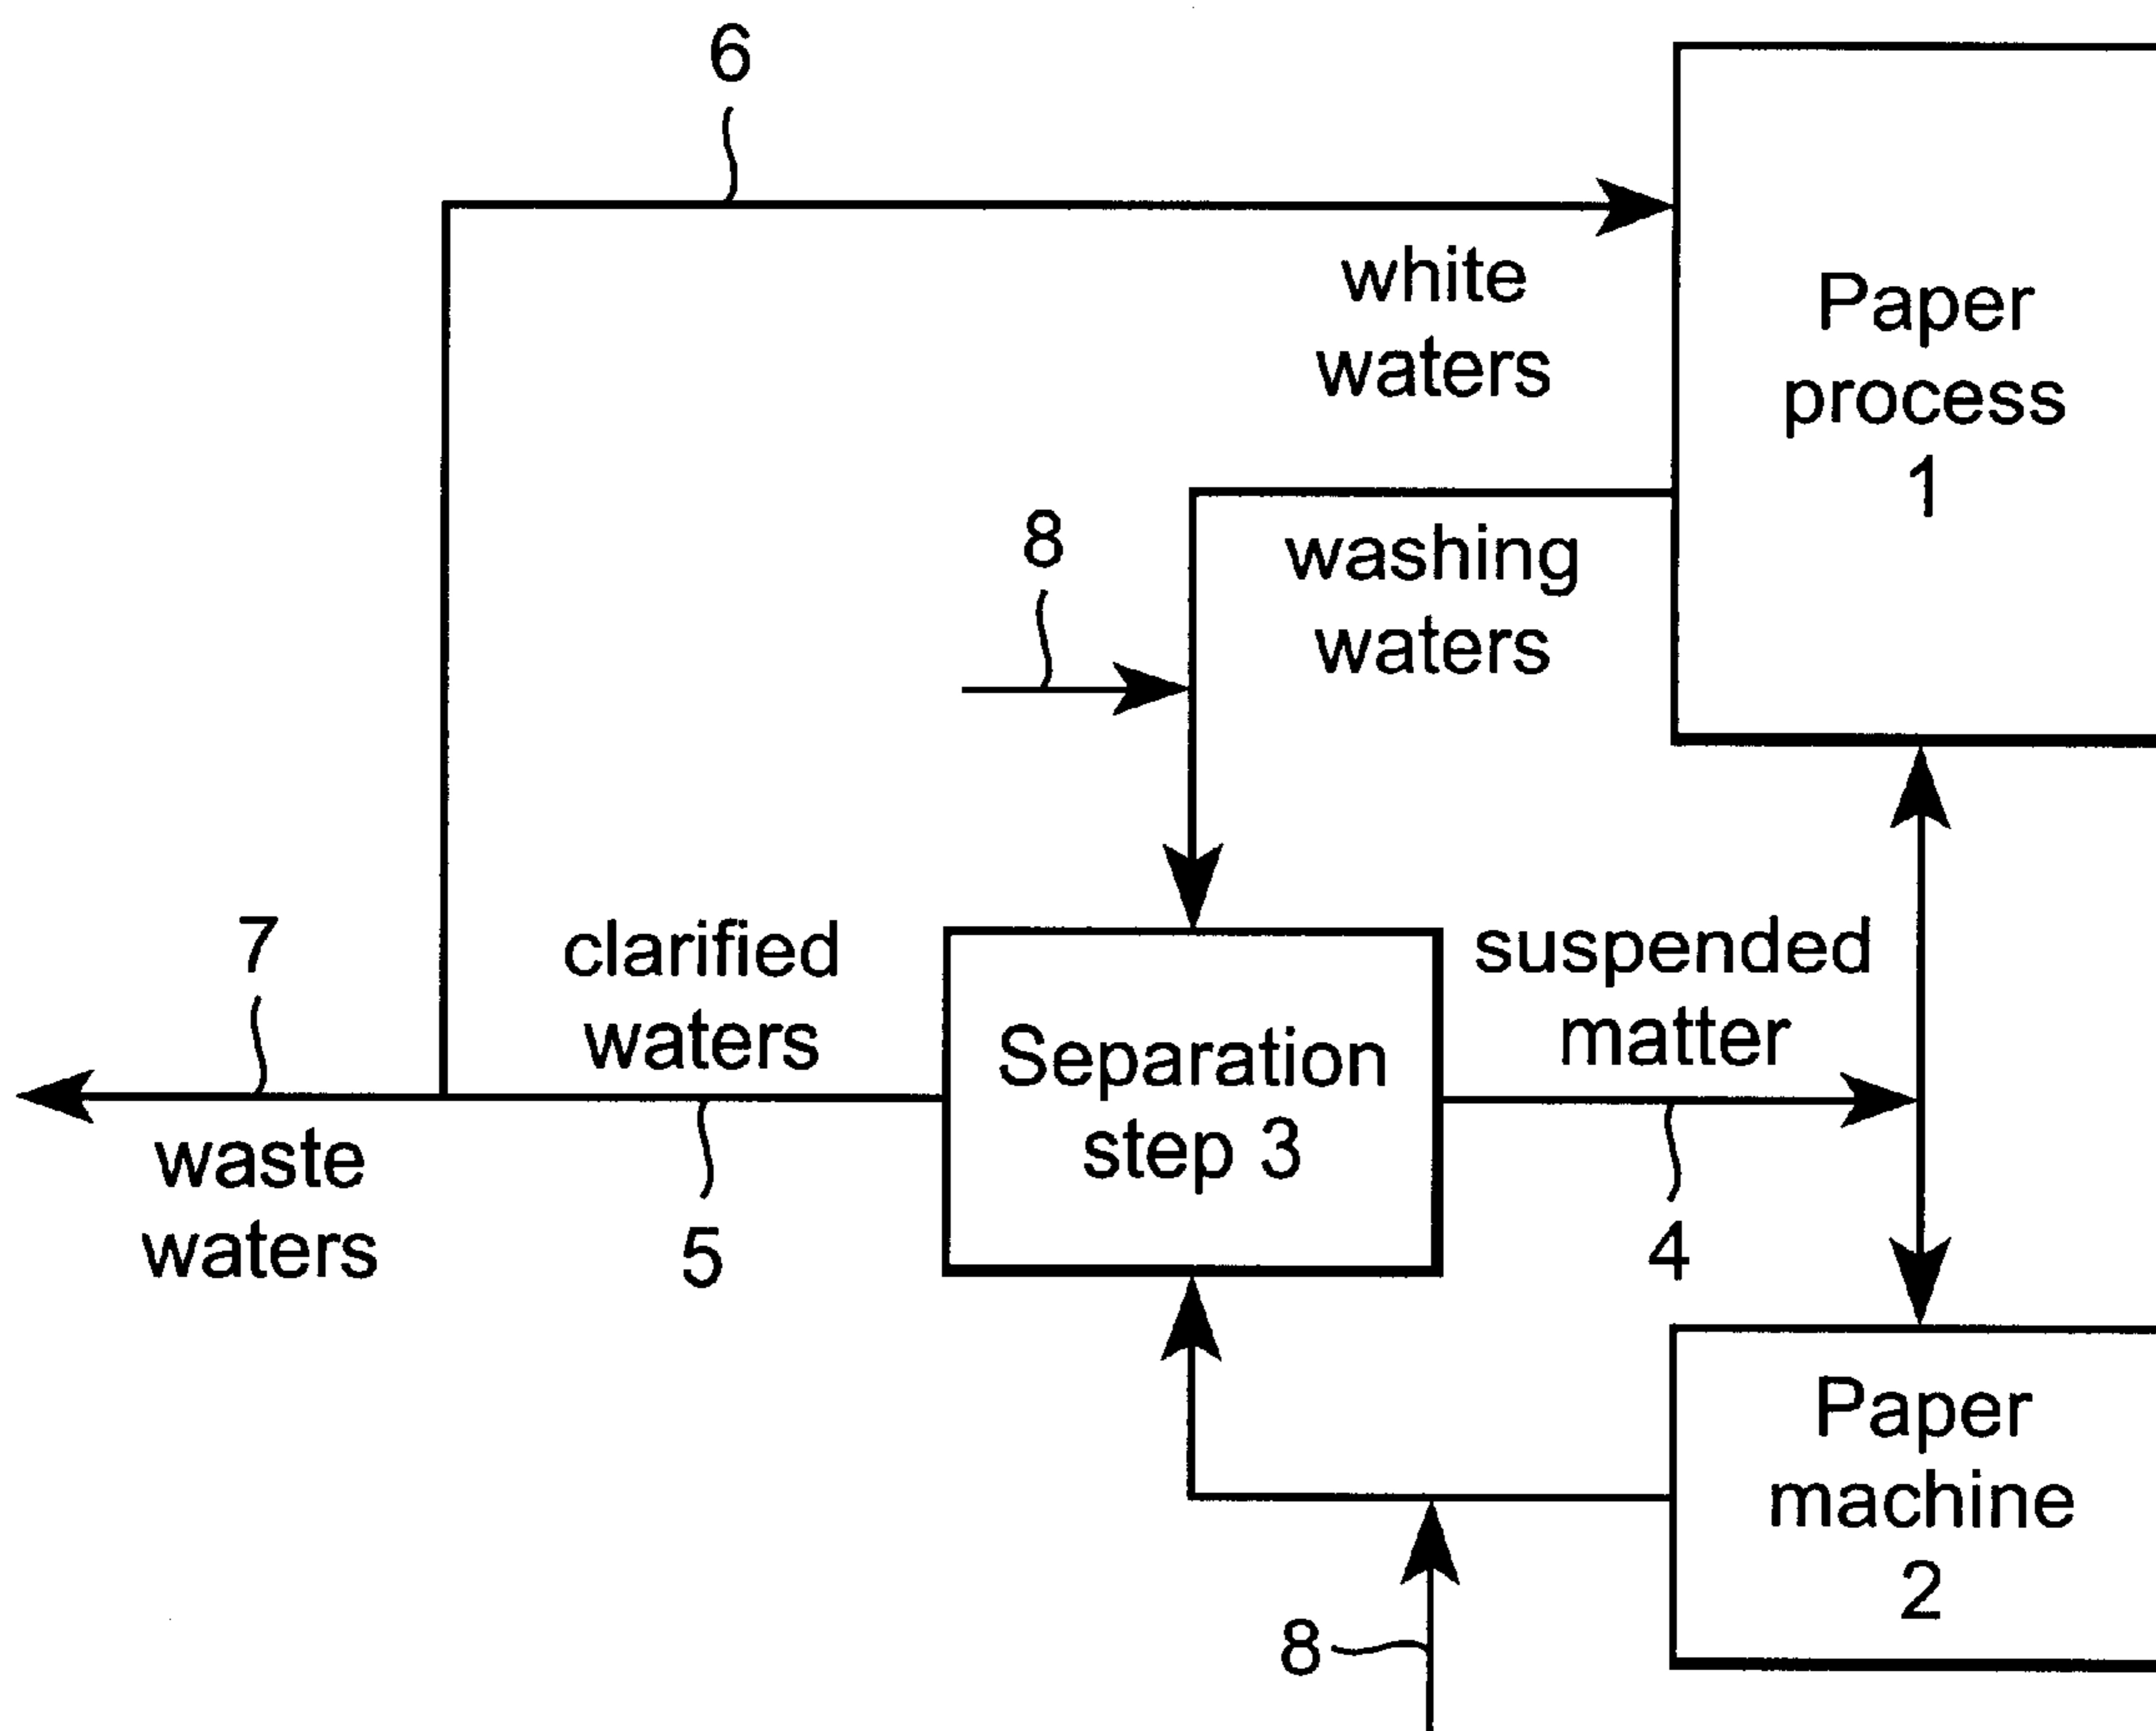 6
white
waters
Paper
process
1
8
washing
waters
7
clarified
waters
suspended
matter
Separation
step 3
waste
waters
5
4
Paper
machine
2
8